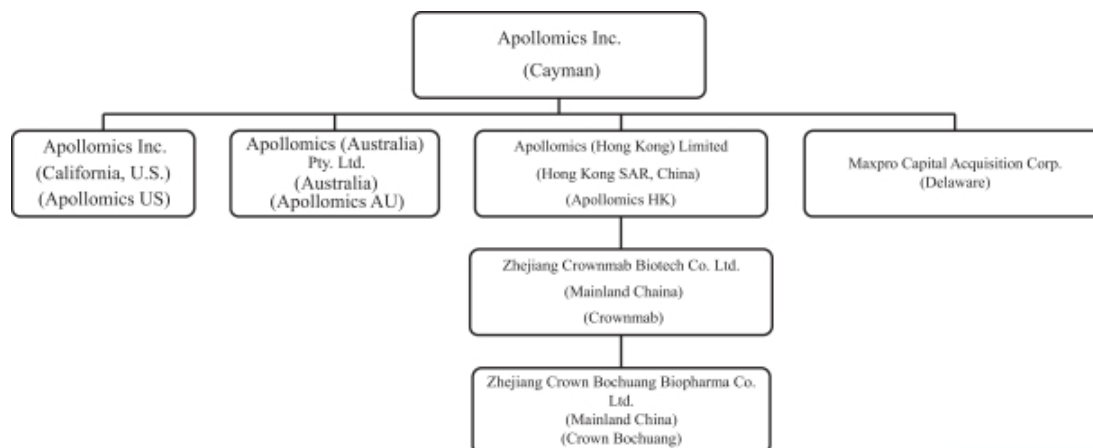 Apollomics Inc.
(Cayman)
Apollomics Inc.
(California, U.S.)
(Apollomics US)
Apollomics (Australia)
Pty. Ltd.
(Australia)
(Apollomics AU)
Apollomics (Hong Kong) Limited
(Hong Kong SAR, China)
(Apollomics HK)
Maxpro Capital Acquisition Corp.
(Delaware)
Zhejiang Crownmab Biotech Co. Ltd.
(Mainland Chaina)
(Crownmab)
Zhejiang Crown Bochuang Biopharma Co.
Ltd.
(Mainland China)
(Crown Bochuang)